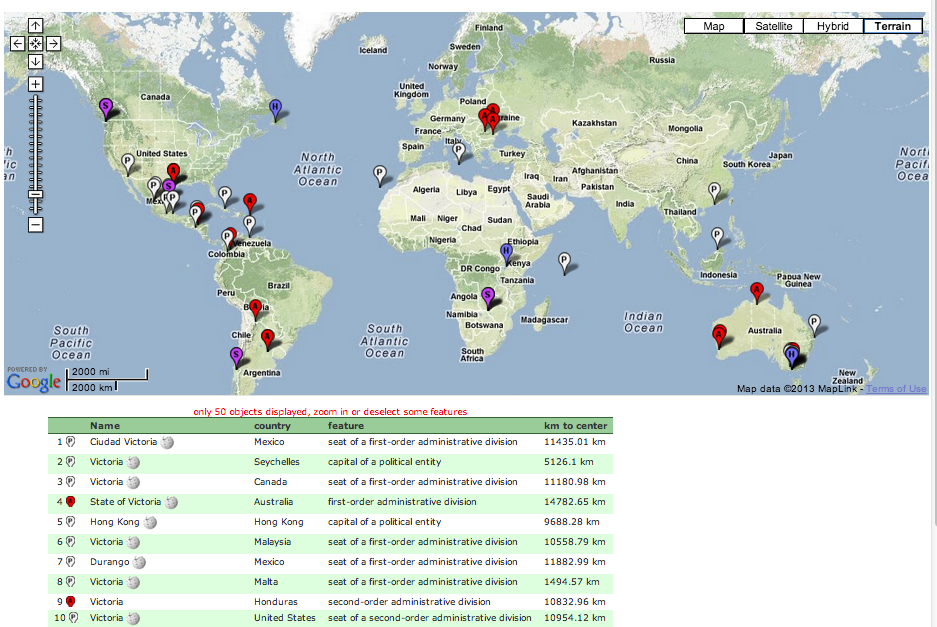 Map Satellite Hybrid Terrain
Finland
Iceland
Sweden
Russia
Norway
Canada
United
Kingdom
Poland
Germany
raine
Kazakhstan
Mongolia
France
Italy
United States
North
Atlantic
Ocean
Spain
Turkey
China
Japan
South Korea
North
Pacif
Ocea
hic
an
Iraq
Iran
Afghanistan
Pakistan
Algeria
Libya
Egypt
Saudi
Arabia
India
Mex
Mali
Niger
Chad
Sudan
Thailand
Nigeria
Ethiopia
Venezuela
Colombia
Kenya
DR Congo
Tanzania
Indonesia
Papua New
Guinea
Peru
Brazil
Angola
Namibia
Botswana
Madagascar
Indian
Ocean
South
Pacific
Ocean
Chile
South
Atlantic
Ocean
Australia
South
Africa
Argentina
New
Zealand
POWERED BY
Google
2000 mi
2000 km
Map data ©2013 MapLink - Terms of Use
only 50 objects displayed, zoom in or deselect some features
Name country feature km to center
1 P Ciudad Victoria Mexico seat of a first-order administrative division 11435.01 km
2 P Victoria Seychelles capital of a political entity 5126.1 km
3 P Victoria Canada seat of a first-order administrative division 11180.98 km
4 A State of Victoria Australia first-order administrative division 14782.65 km
5 P Hong Kong Hong Kong capital of a political entity 9688.28 km
6 P Victoria Malaysia seat of a first-order administrative division 10558.79 km
7 P Durango Mexico seat of a first-order administrative division 11882.99 km
8 P Victoria Malta seat of a first-order administrative division 1494.57 km
9 A Victoria Honduras second-order administrative division 10832.96 km
10 P Victoria United States seat of a second-order administrative division 10954.12 km